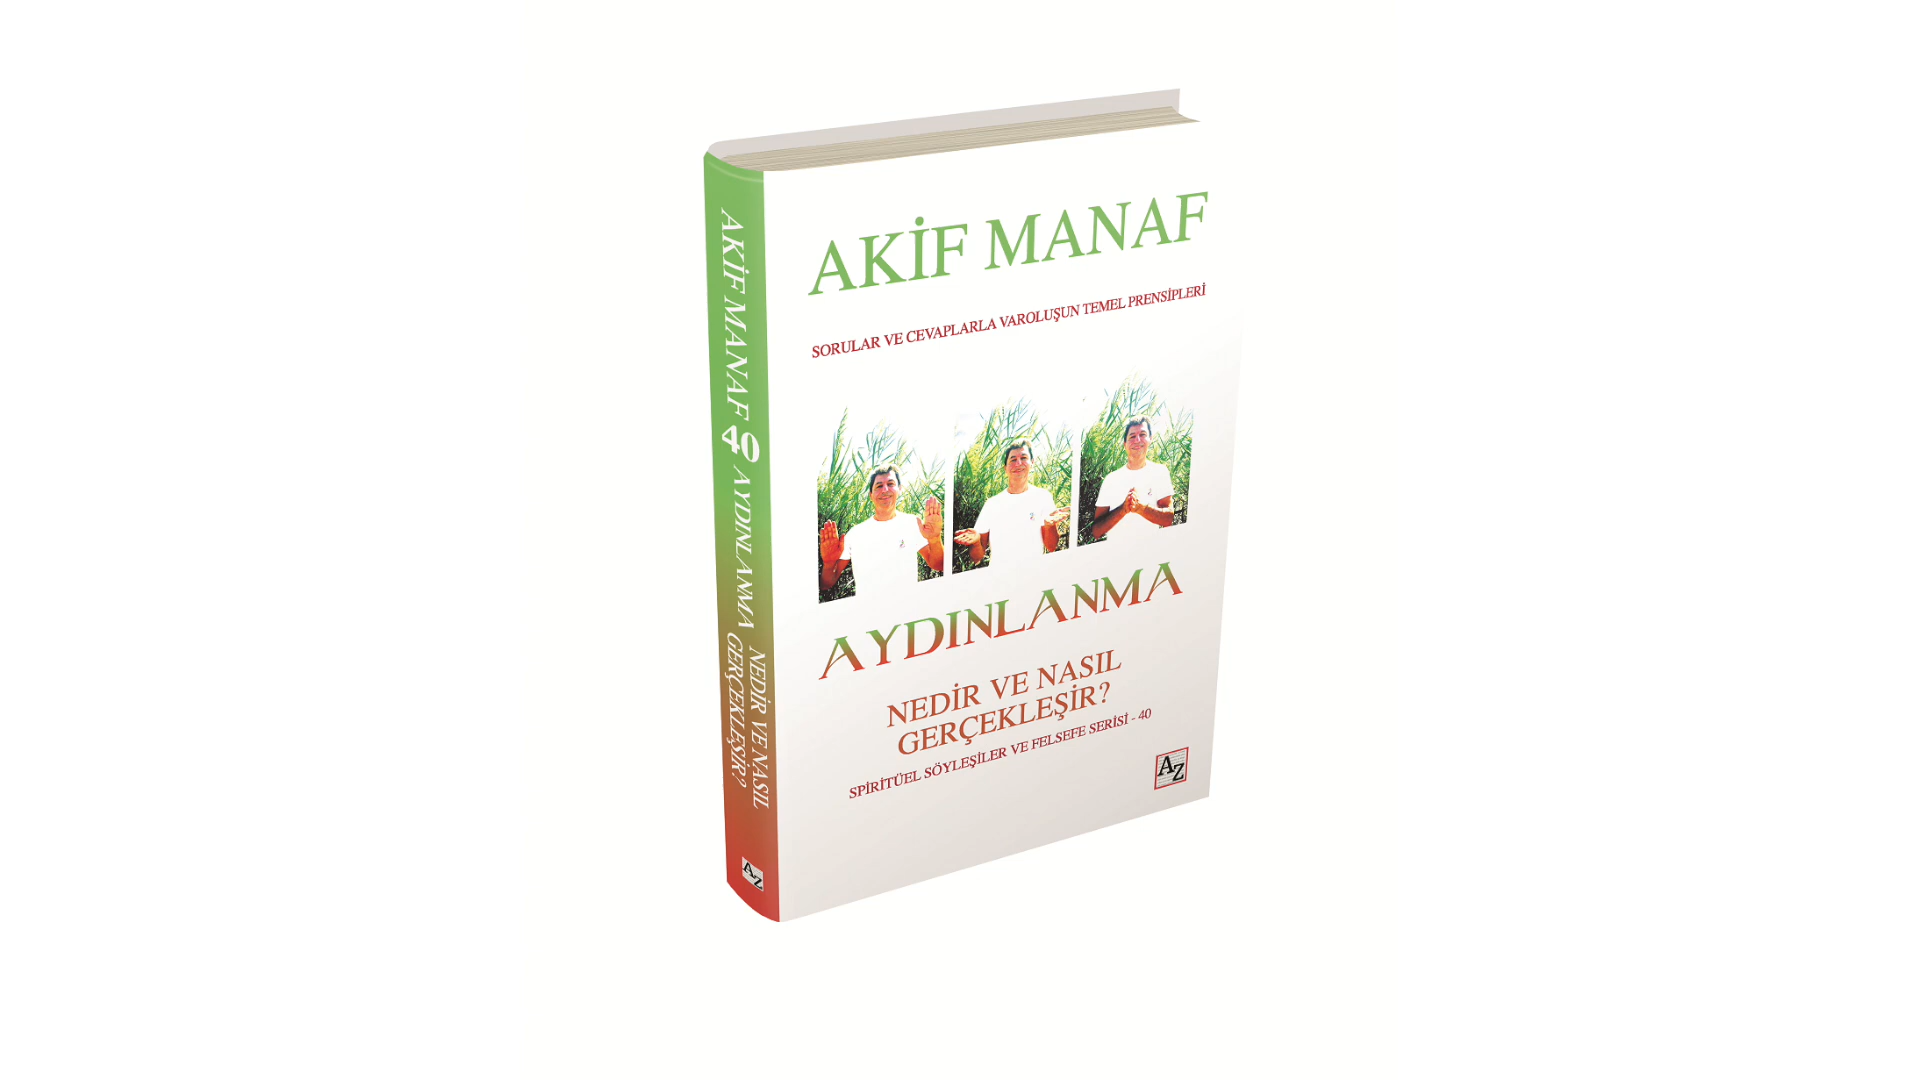 AKİF MANAF
SORULAR VE CEVAPLARLA VAROLUŞUN TEMEL PRENSİPLERİ
AYDINLANMA
NEDİR VE NASIL
GERÇEKLEŞİR?
SPİRİTÜEL SÖYLEŞİLER VE FELSEFE SERİSİ - 40
AZ
AKİF MANAF 40 AYDINLANMA NEDİR VE NASIL
GERÇEKLEŞİR?
AZ